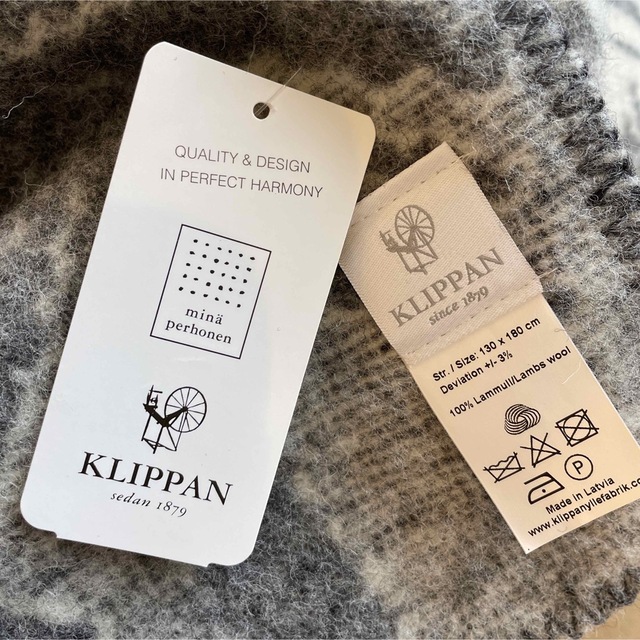 QUALITY & DESIGN
IN PERFECT HARMONY
minä
perhonen
KLIPPAN
sedan 1879
KLIPPAN
since 1879
Str. / Size: 130 x 180 cm
Deviation +/- 3%
100% Lammull/Lambs wool
P
Made in Latvia
www.klippanyllefabrik.co